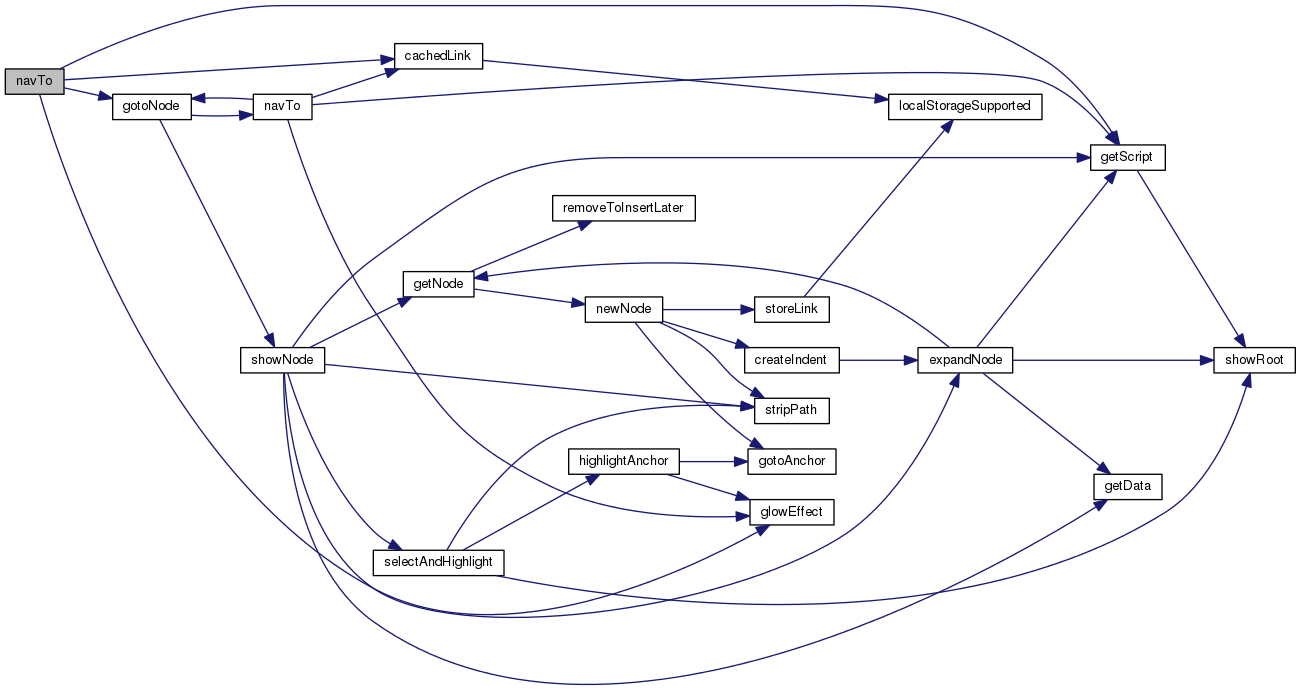 navTo
gotoNode
navTo
cachedLink
localStorageSupported
getScript
removeToInsertLater
getNode
newNode
storeLink
showNode
createIndent
expandNode
showRoot
stripPath
highlightAnchor
gotoAnchor
getData
glowEffect
selectAndHighlight